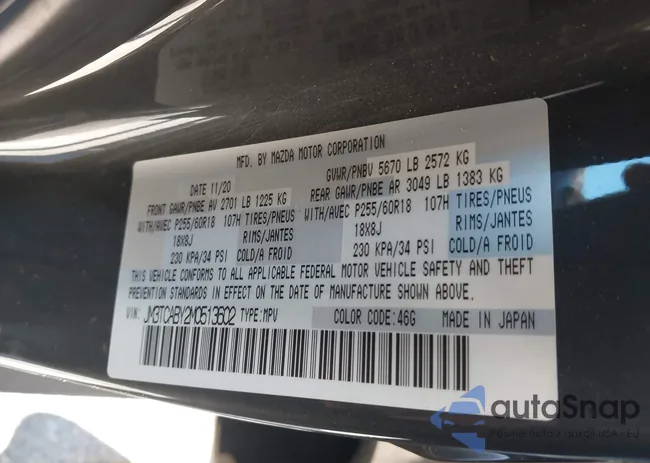 MFD. BY MAZDA MOTOR CORPORATION
DATE 11/20
GVWR/PNBV 5670 LB 2572 KG
FRONT GAWR/PNBE AV 2701 LB 1225 KG
REAR GAWR/PNBE AR 3049 LB 1383 KG
WITH/AVEC P255/60R18 107H TIRES/PNEUS
WITH/AVEC P255/60R18 107H TIRES/PNEUS
18X8J RIMS/JANTES
18X8J RIMS/JANTES
230 KPA/34 PSI COLD/A FROID
230 KPA/34 PSI COLD/A FROID
THIS VEHICLE CONFORMS TO ALL APPLICABLE FEDERAL MOTOR VEHICLE SAFETY AND THEFT
PREVENTION STANDARDS IN EFFECT ON THE DATE OF MANUFACTURE SHOWN ABOVE.
VIN: JM3TCABY2M0513602 TYPE:MPV COLOR CODE:46G MADE IN JAPAN
autoSnap